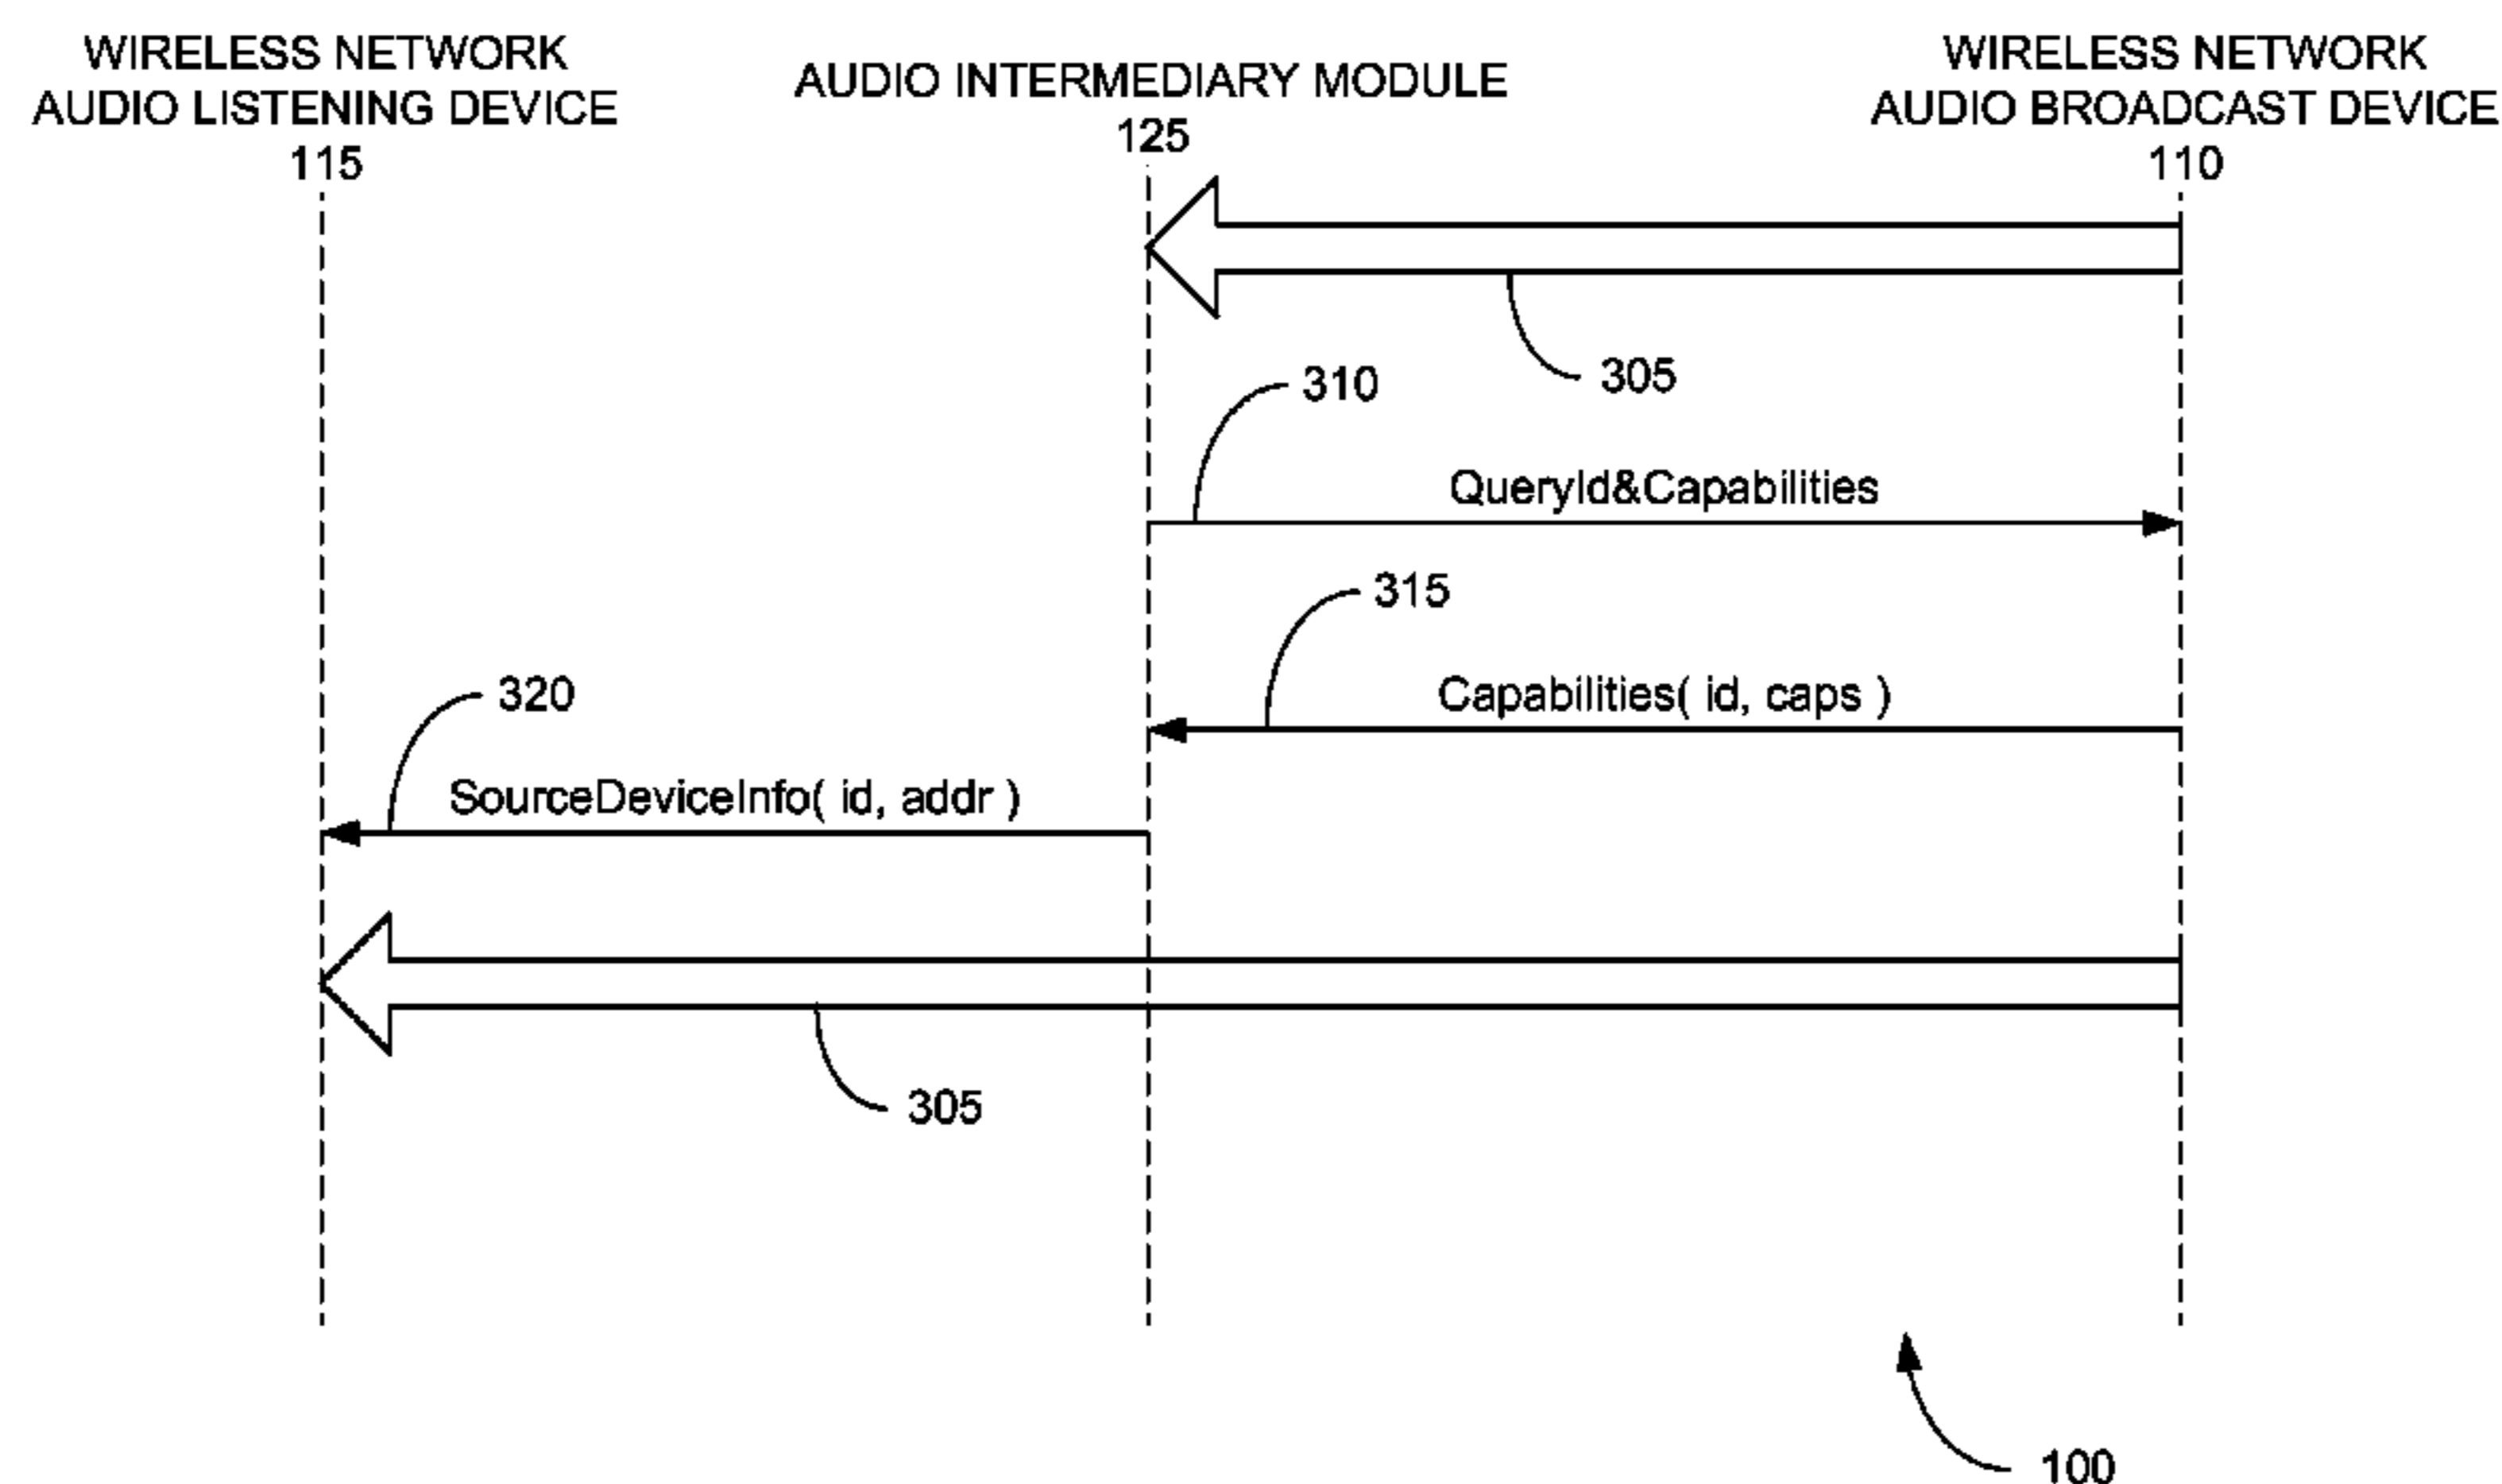 WIRELESS NETWORK
AUDIO LISTENING DEVICE
115
AUDIO INTERMEDIARY MODULE
125
WIRELESS NETWORK
AUDIO BROADCAST DEVICE
110
305
310
QueryId&Capabilities
315
Capabilities( id, caps )
320
SourceDeviceInfo( id, addr )
305
100